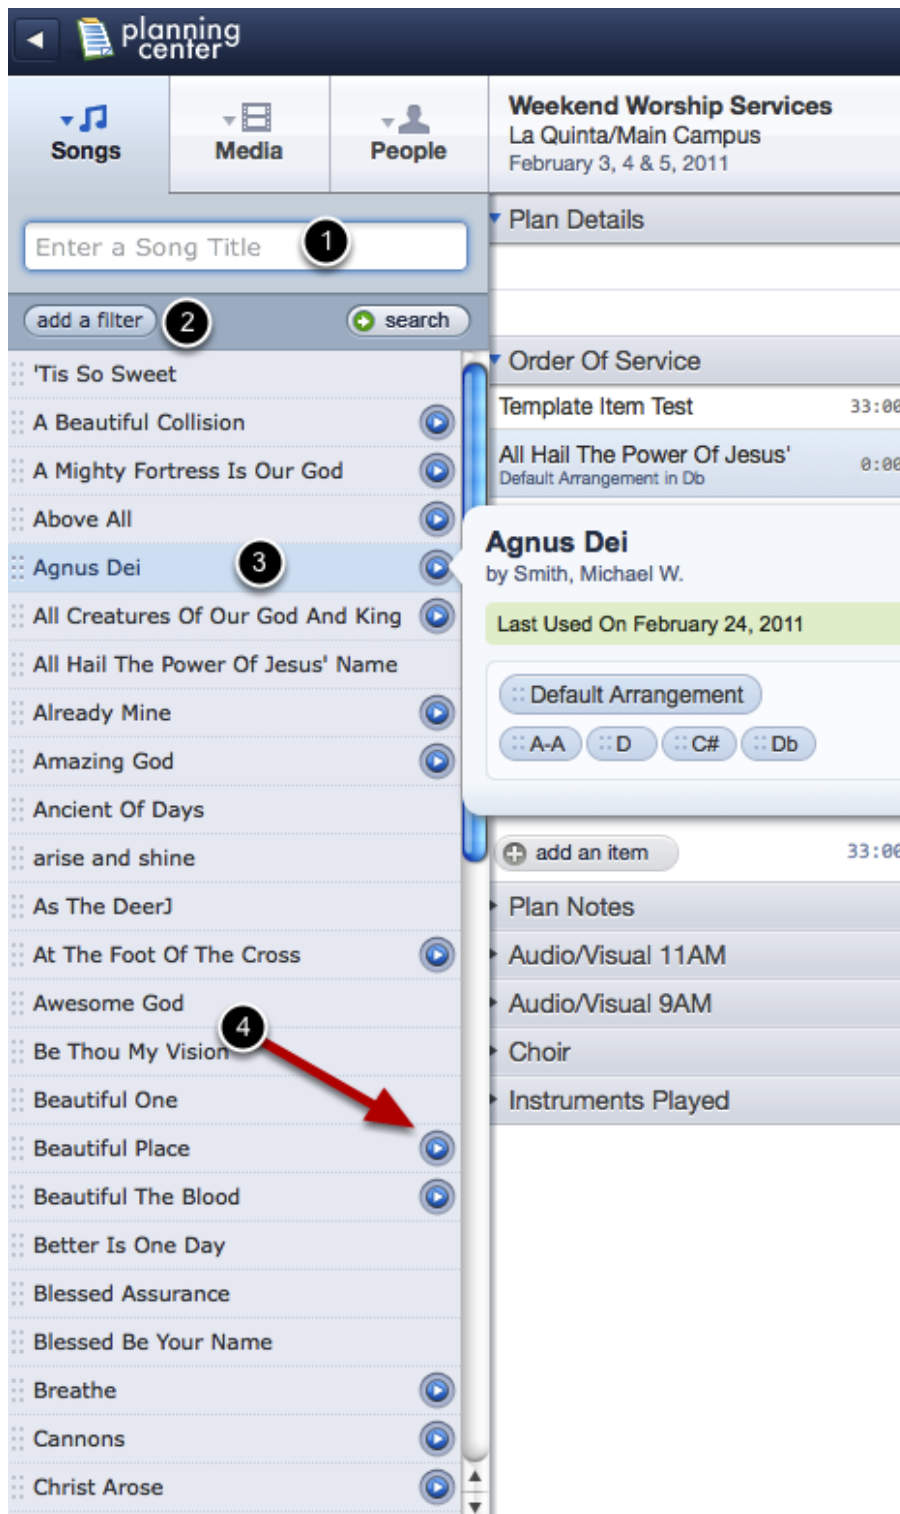 planning
center
Songs
Media
People
Weekend Worship Services
La Quinta/Main Campus
February 3, 4 & 5, 2011
Enter a Song Title
1
add a filter
2
search
'Tis So Sweet
A Beautiful Collision
A Mighty Fortress Is Our God
Above All
Agnus Dei
3
All Creatures Of Our God And King
All Hail The Power Of Jesus' Name
Already Mine
Amazing God
Ancient Of Days
arise and shine
As The DeerJ
At The Foot Of The Cross
Awesome God
4
Be Thou My Vision
Beautiful One
Beautiful Place
Beautiful The Blood
Better Is One Day
Blessed Assurance
Blessed Be Your Name
Breathe
Cannons
Christ Arose
Plan Details
Order Of Service
Template Item Test 33:00
All Hail The Power Of Jesus' 0:00
Default Arrangement in Db
Agnus Dei
by Smith, Michael W.
Last Used On February 24, 2011
Default Arrangement
A-A D C# Db
add an item 33:00
Plan Notes
Audio/Visual 11AM
Audio/Visual 9AM
Choir
Instruments Played